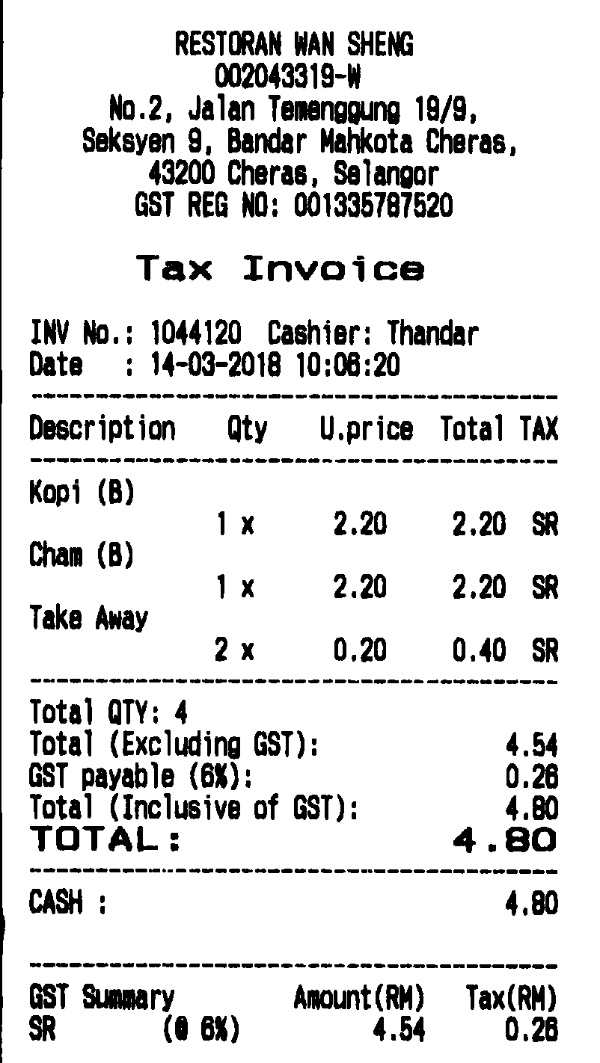 RESTORAN WAN SHENG
002043319-W
No.2, Jalan Temenggung 19/9,
Seksyen 9, Bandar Mahkota Cheras,
43200 Cheras, Selangor
GST REG NO: 001335787520
Tax Invoice
INV No.: 1044120 Cashier: Thandar
Date : 14-03-2018 10:06:20
Description Qty U.price Total TAX
Kopi (B)
1 x 2.20 2.20 SR
Cham (B)
1 x 2.20 2.20 SR
Take Away
2 x 0.20 0.40 SR
Total QTY: 4
Total (Excluding GST): 4.54
GST payable (6%): 0.26
Total (Inclusive of GST): 4.80
TOTAL: 4.80
CASH : 4.80
GST Summary Amount(RM) Tax(RM)
SR (@ 6%) 4.54 0.26